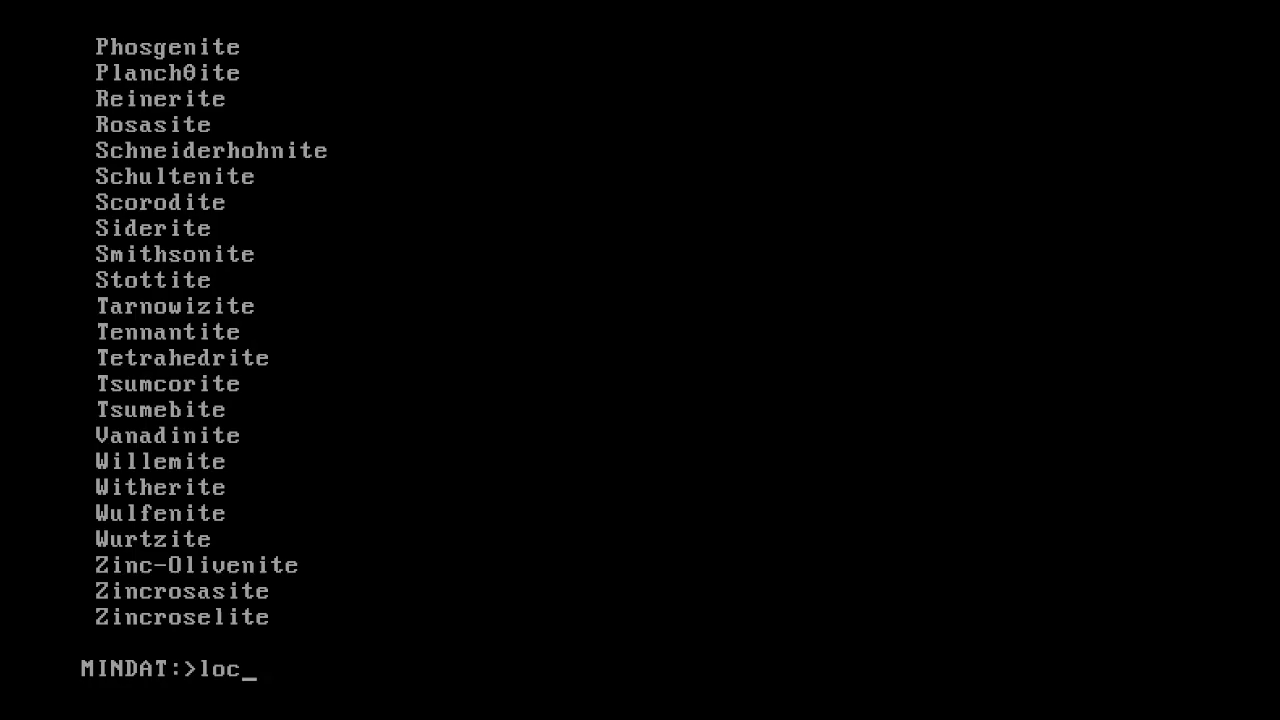 Phosgenite
PlanchΘite
Reinerite
Rosasite
Schneiderhohnite
Schultenite
Scorodite
Siderite
Smithsonite
Stottite
Tarnowizite
Tennantite
Tetrahedrite
Tsumcorite
Tsumebite
Vanadinite
Willemite
Witherite
Wulfenite
Wurtzite
Zinc-Olivenite
Zincrosasite
Zincroselite
MINDAT:>loc_